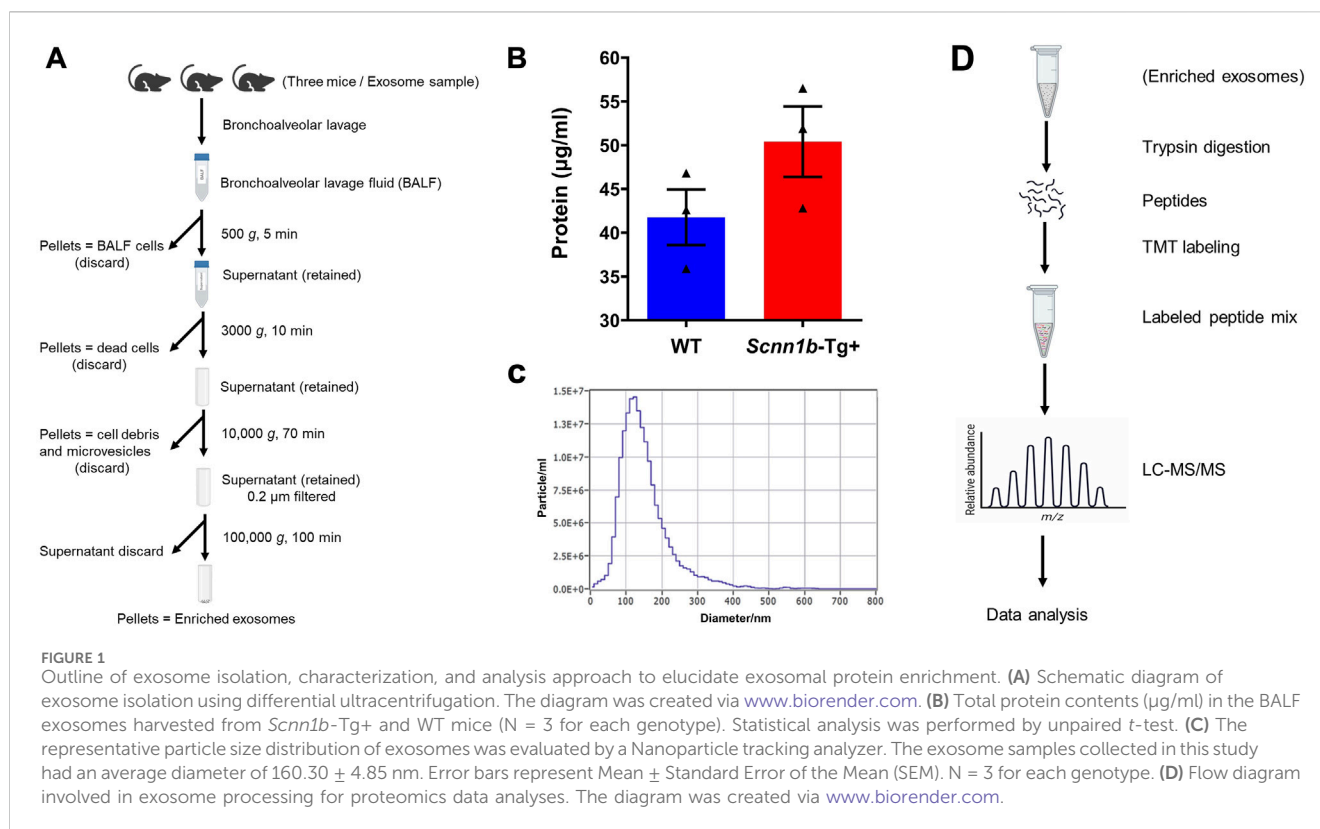 A
(Three mice / Exosome sample)
Bronchoalveolar lavage
BALF
Bronchoalveolar lavage fluid (BALF)
500 g, 5 min
Pellets = BALF cells
(discard)
Supernatant (retained)
3000 g, 10 min
Pellets = dead cells
(discard)
Supernatant (retained)
10,000 g, 70 min
Pellets = cell debris
and microvesicles
(discard)
Supernatant (retained)
0.2 µm filtered
100,000 g, 100 min
Supernatant discard
Pellets = Enriched exosomes
B
Protein (µg/ml)
60
55
50
45
40
35
30
WT
Scnn1b-Tg+
C
Particle/ml
1.5E+7
1.3E+7
1.0E+7
7.5E+6
5.0E+6
2.5E+6
0.0E+0
0
100
200
300
400
500
600
700
800
Diameter/nm
D
(Enriched exosomes)
Trypsin digestion
Peptides
TMT labeling
Labeled peptide mix
Relative abundance
m/z
LC-MS/MS
Data analysis
FIGURE 1
Outline of exosome isolation, characterization, and analysis approach to elucidate exosomal protein enrichment. (A) Schematic diagram of
exosome isolation using differential ultracentrifugation. The diagram was created via www.biorender.com. (B) Total protein contents (µg/ml) in the BALF
exosomes harvested from Scnn1b-Tg+ and WT mice (N = 3 for each genotype). Statistical analysis was performed by unpaired t-test. (C) The
representative particle size distribution of exosomes was evaluated by a Nanoparticle tracking analyzer. The exosome samples collected in this study
had an average diameter of 160.30 ± 4.85 nm. Error bars represent Mean ± Standard Error of the Mean (SEM). N = 3 for each genotype. (D) Flow diagram
involved in exosome processing for proteomics data analyses. The diagram was created via www.biorender.com.